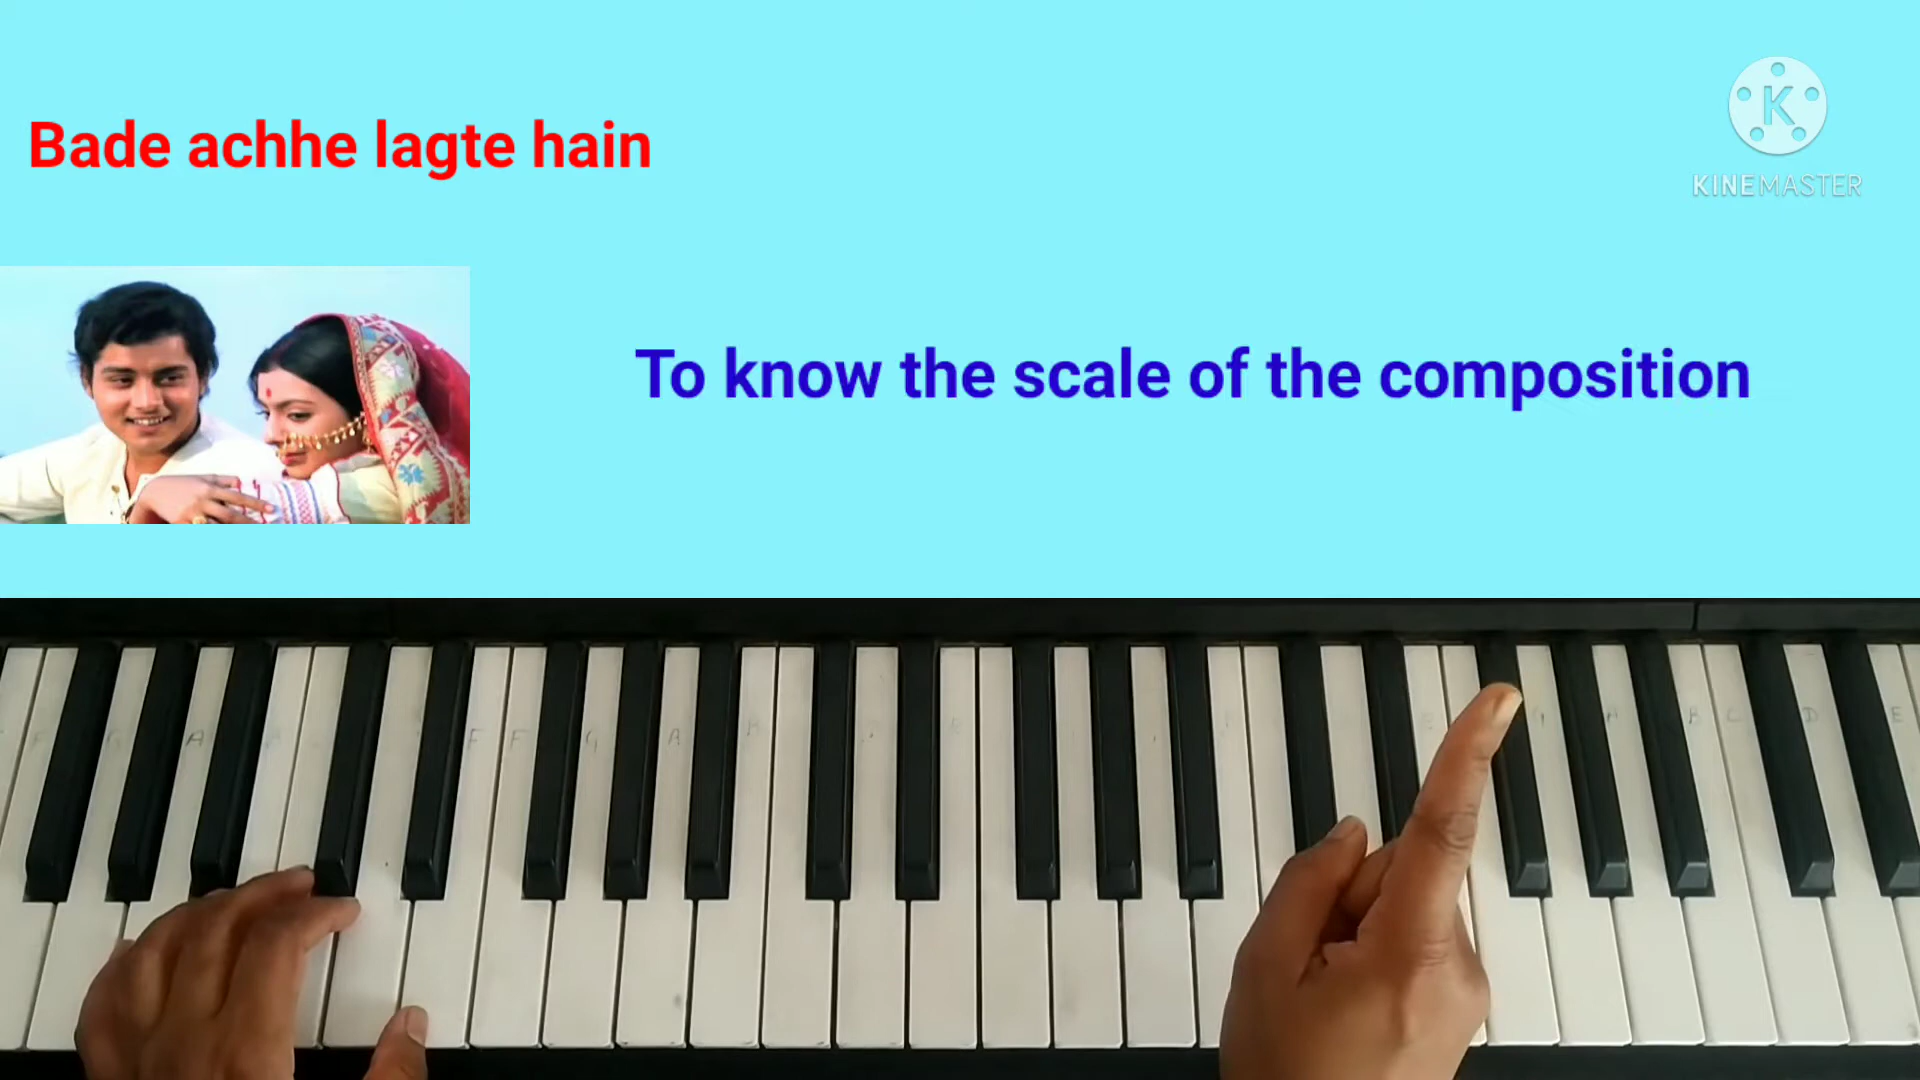 Bade achhe lagte hain
K
KINEMASTER
To know the scale of the composition
A
F F G A
A B C D E